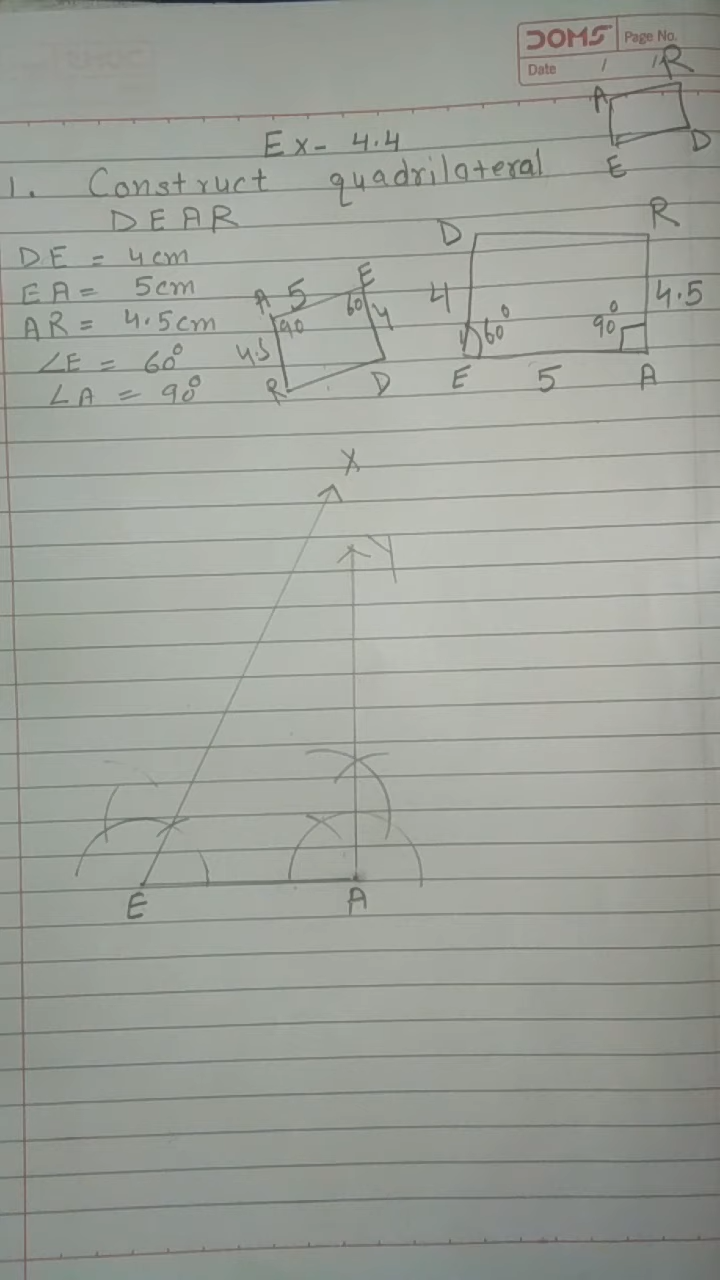 DOMS Page No.
Date / /
R
A
D
E
Ex- 4.4
1. Construct quadrilateral
DEAR
DE = 4cm
EA = 5cm
AR = 4.5cm
∠E = 60°
∠A = 90°
A 5 E
90 60 4
4.5
R D
D R
4 4.5
60° 90°
E 5 A
X
Y
E A